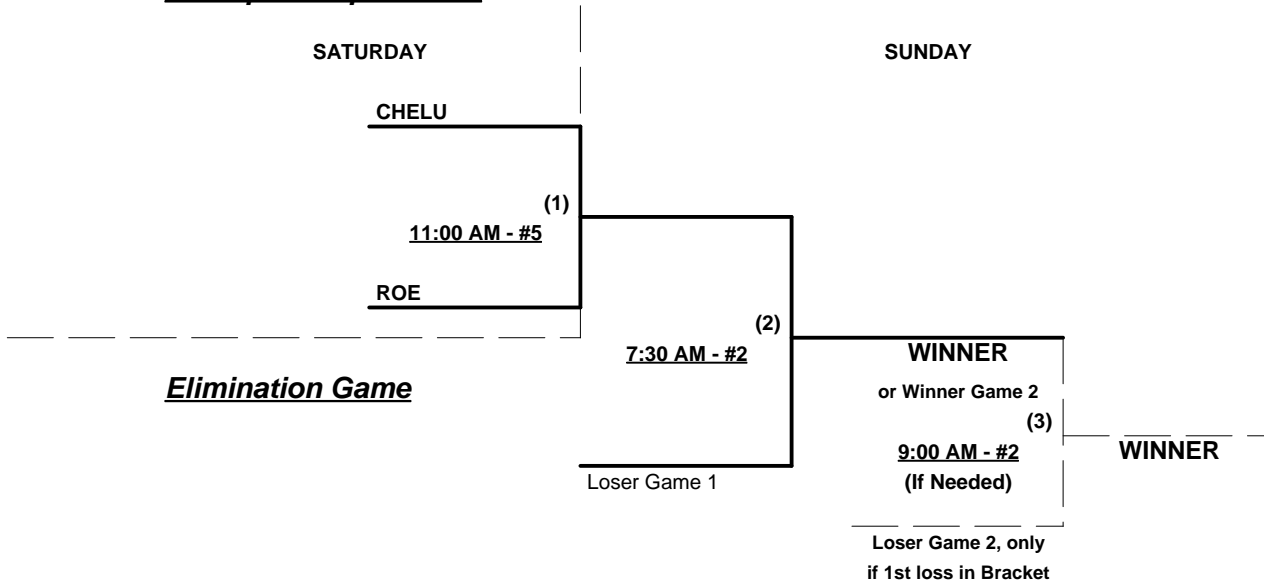 SATURDAY
SUNDAY
CHELU
(1)
11:00 AM - #5
ROE
(2)
7:30 AM - #2
WINNER
Elimination Game
or Winner Game 2
(3)
9:00 AM - #2
WINNER
Loser Game 1
(If Needed)
Loser Game 2, only
if 1st loss in Bracket